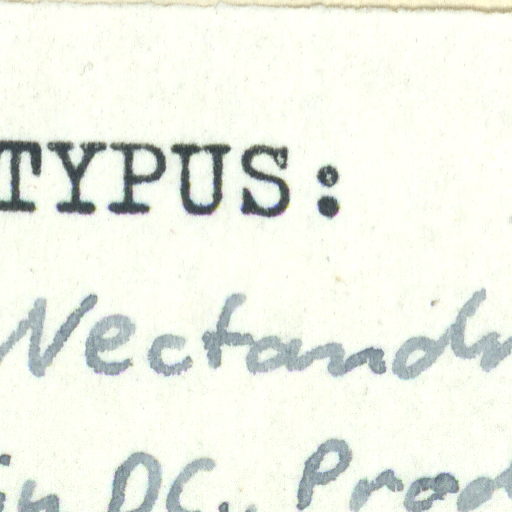 TYPUS:
Nectandr
in DC., Prod